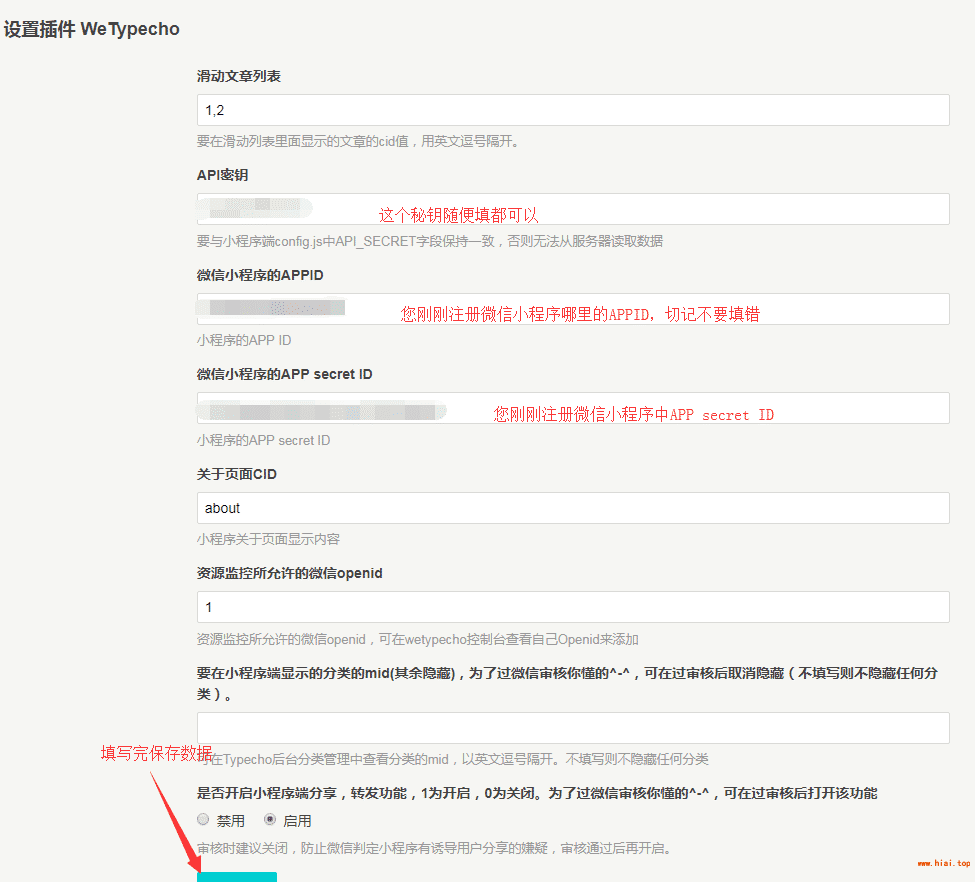 设置插件 WeTypecho
滑动文章列表
1,2
要在滑动列表里面显示的文章的cid值，用英文逗号隔开。
API密钥
这个秘钥随便填都可以
要与小程序端config.js中API_SECRET字段保持一致，否则无法从服务器读取数据
微信小程序的APPID
您刚刚注册微信小程序哪里的APPID，切记不要填错
小程序的APP ID
微信小程序的APP secret ID
您刚刚注册微信小程序中APP secret ID
小程序的APP secret ID
关于页面CID
about
小程序关于页面显示内容
资源监控所允许的微信openid
1
资源监控所允许的微信openid，可在wetypecho控制台查看自己Openid来添加
要在小程序端显示的分类的mid(其余隐藏)，为了过微信审核你懂的^-^，可在过审核后取消隐藏（不填写则不隐藏任何分
类）。
填写完保存数据
在Typecho后台分类管理中查看分类的mid，以英文逗号隔开。不填写则不隐藏任何分类
是否开启小程序端分享，转发功能，1为开启，0为关闭。为了过微信审核你懂的^-^，可在过审核后打开该功能
禁用 启用
审核时建议关闭，防止微信判定小程序有诱导用户分享的嫌疑，审核通过后再开启。
www.hiai.top